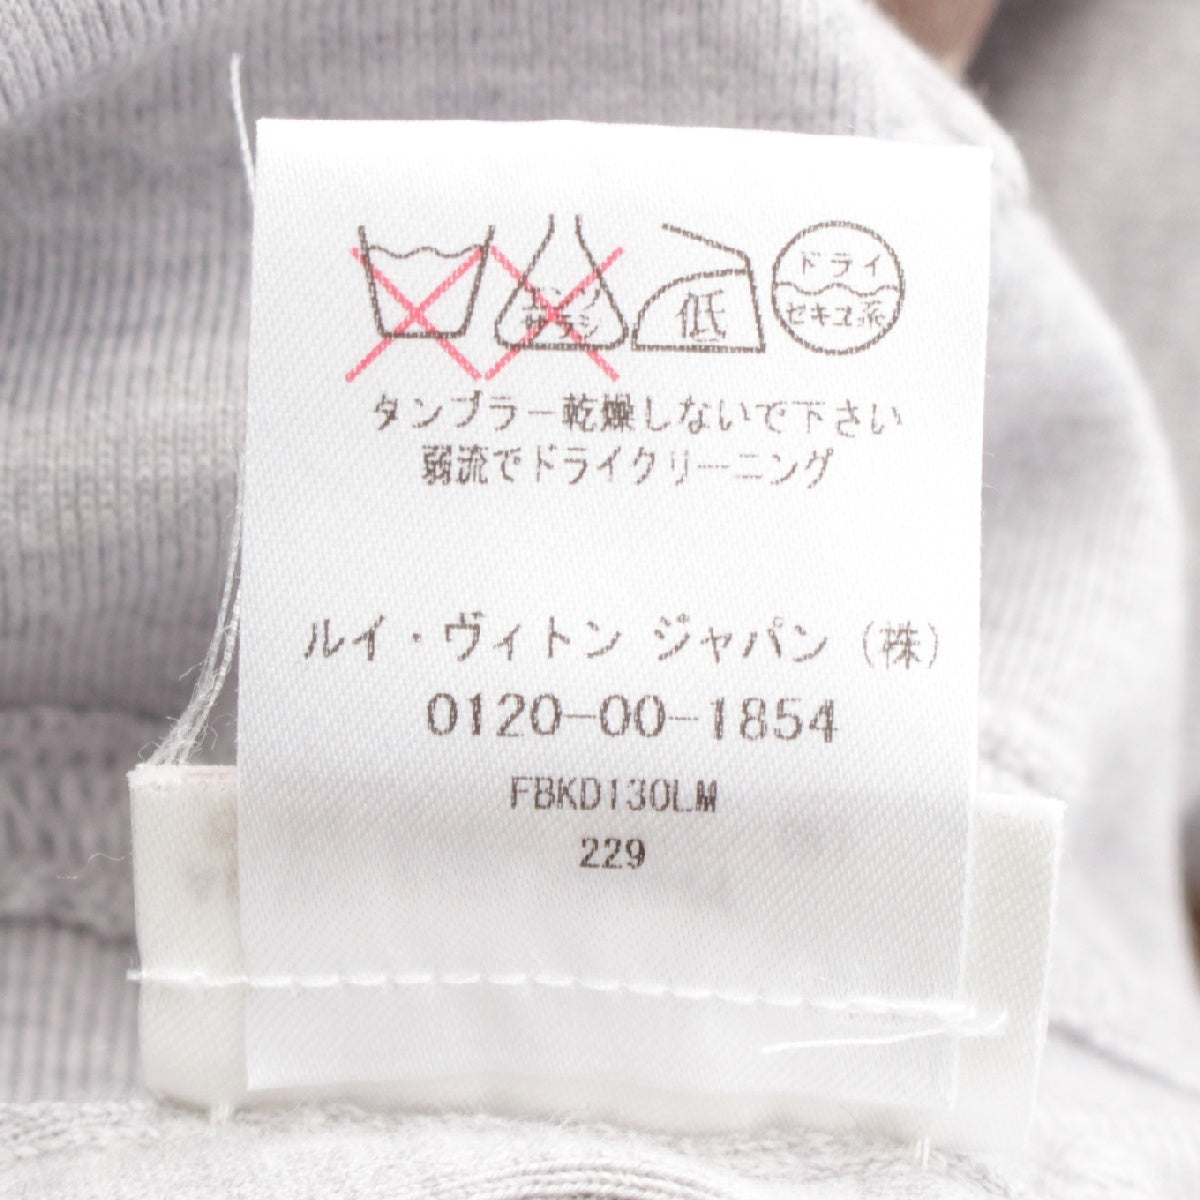 エンソ
サラシ
低
ドライ
セキユ系
タンブラー乾燥しないで下さい
弱流でドライクリーニング
ルイ・ヴィトン ジャパン (株)
0120-00-1854
FBKD130LM
229